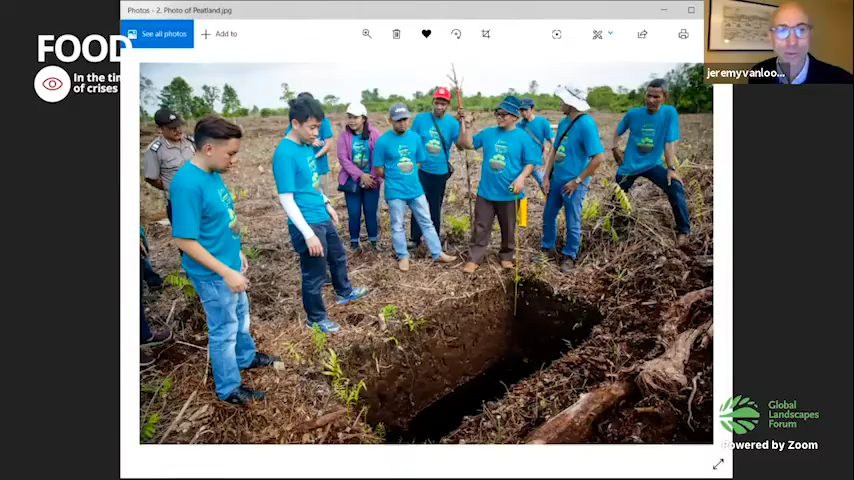 Photos - 2. Photo of Peatland.jpg
See all photos
Add to
FOOD
In the tim
of crises
jeremyvanloo...
Global
Landscapes
Forum
Powered by Zoom